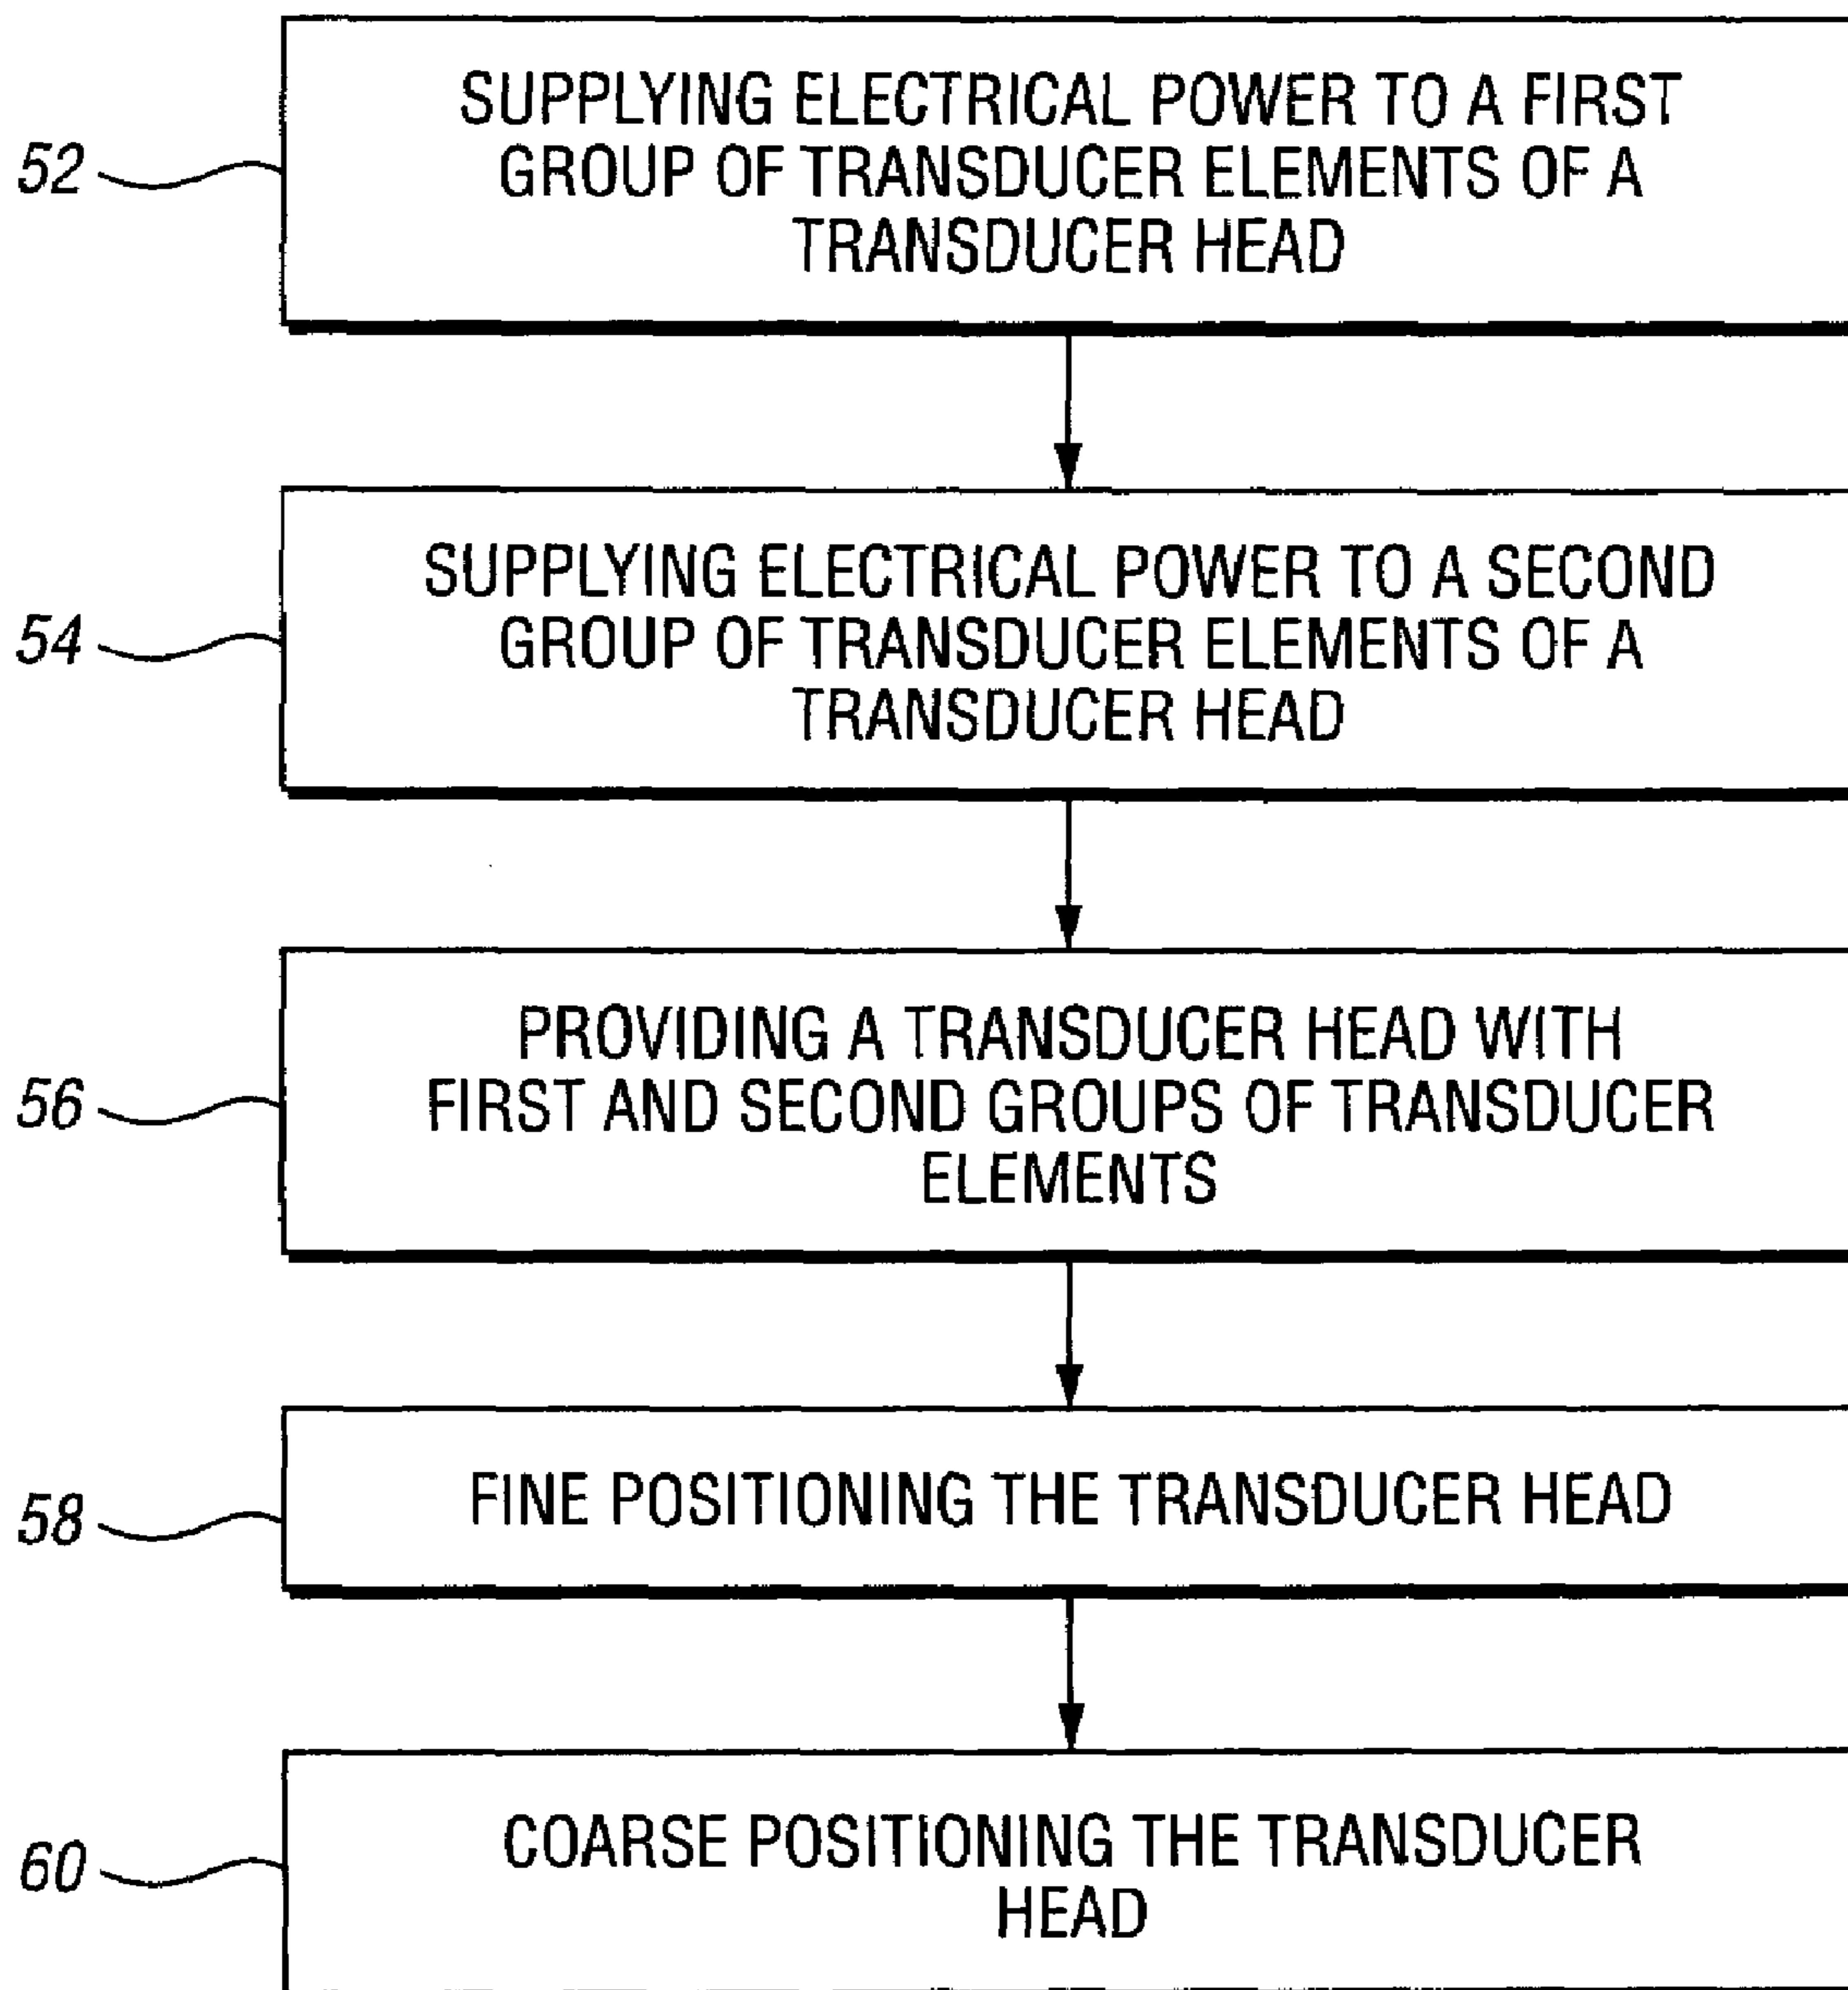 52
SUPPLYING ELECTRICAL POWER TO A FIRST
GROUP OF TRANSDUCER ELEMENTS OF A
TRANSDUCER HEAD
54
SUPPLYING ELECTRICAL POWER TO A SECOND
GROUP OF TRANSDUCER ELEMENTS OF A
TRANSDUCER HEAD
56
PROVIDING A TRANSDUCER HEAD WITH
FIRST AND SECOND GROUPS OF TRANSDUCER
ELEMENTS
58
FINE POSITIONING THE TRANSDUCER HEAD
60
COARSE POSITIONING THE TRANSDUCER
HEAD